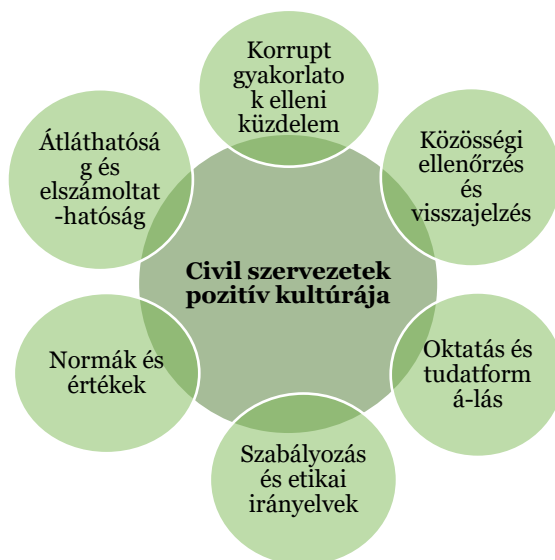 Korrupt
gyakorlato
k elleni
küzdelem
Közösségi
ellenőrzés
és
visszajelzés
Oktatás és
tudatform
á-lás
Szabályozás
és etikai
irányelvek
Normák és
értékek
Átláthatósá
g és
elszámoltat
-hatóság
Civil szervezetek
pozitív kultúrája